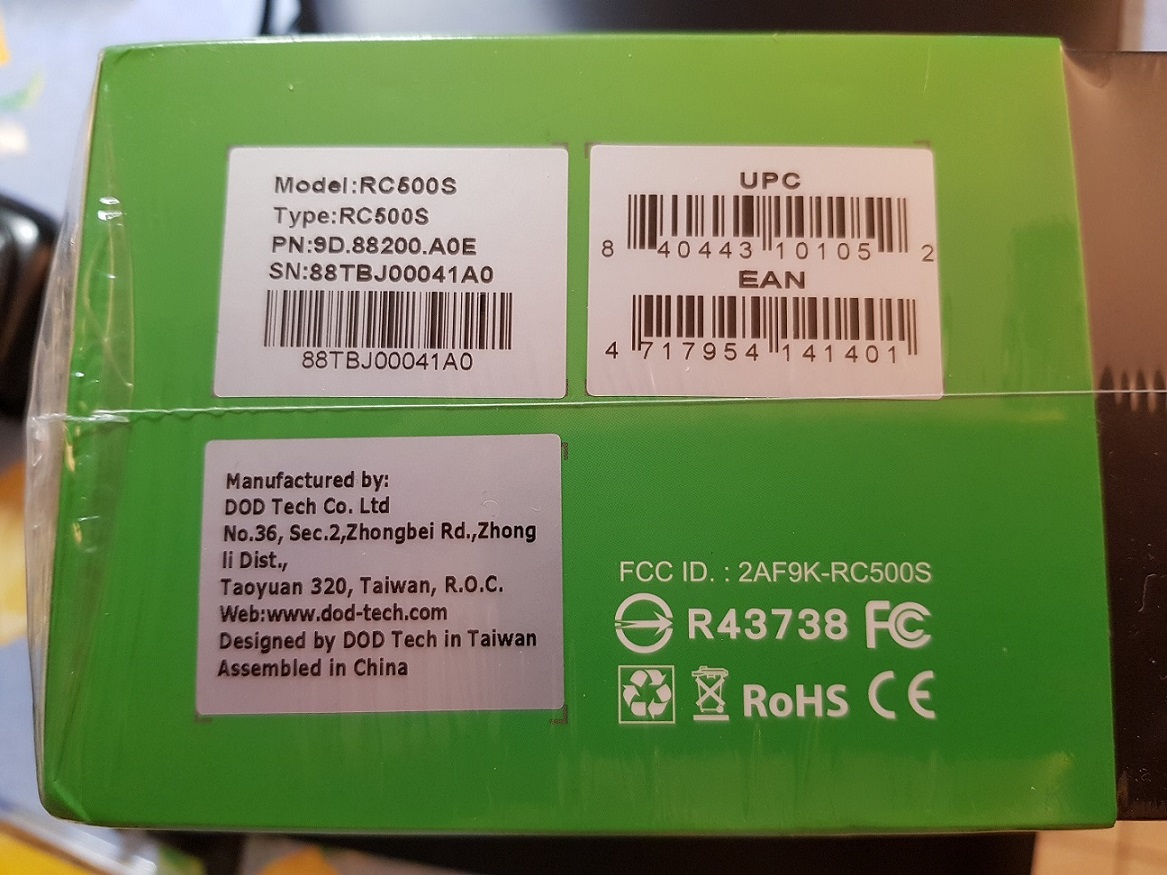 Model:RC500S
Type:RC500S
PN:9D.88200.A0E
SN:88TBJ00041A0
88TBJ00041A0
UPC
8 40443 10105 2
EAN
4 717954 141401
Manufactured by:
DOD Tech Co. Ltd
No.36, Sec.2,Zhongbei Rd.,Zhong
li Dist.,
Taoyuan 320, Taiwan, R.O.C.
Web:www.dod-tech.com
Designed by DOD Tech in Taiwan
Assembled in China
FCC ID. : 2AF9K-RC500S
R43738 FC
RoHS CE